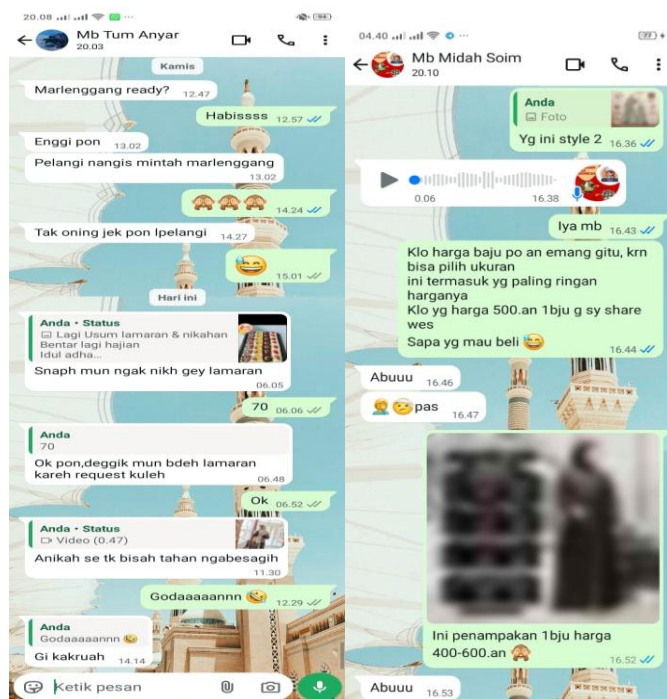 20.08
Mb Tum Anyar
20.03
Kamis
Marlenggang ready? 12.47
Habissss 12.57
Enggi pon 13.02
Pelangi nangis mintah marlenggang
13.02
14.24
Tak oning jek pon lpelangi 14.27
15.01
Hari ini
Anda • Status
Lagi Usum lamaran & nikahan
Bentar lagi hajian
Idul adha...
Snaph mun ngak nikh gey lamaran
06.05
70 06.06
Anda
70
Ok pon,deggik mun bdeh lamaran
kareh request kuleh 06.48
Ok 06.52
Anda • Status
Video (0.47)
Anikah se tk bisah tahan ngabesagih
11.30
Godaaaaannn 12.29
Anda
Godaaaaannn
Gi kakruah 14.14
Ketik pesan
04.40
77
Mb Midah Soim
20.10
Anda
Foto
Yg ini style 2 16.36
0.06 16.38
Iya mb 16.43
Klo harga baju po an emang gitu, krn
bisa pilih ukuran
ini termasuk yg paling ringan
harganya
Klo yg harga 500.an 1bju g sy share
wes
Sapa yg mau beli 16.44
Abuuu 16.46
pas 16.47
Ini penampakan 1bju harga
400-600.an 16.52
Abuuu 16.53